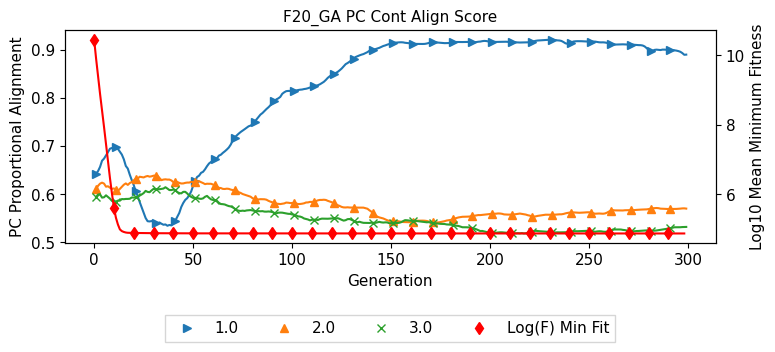 F20_GA PC Cont Align Score
PC Proportional Alignment
0.9
0.8
0.7
0.6
0.5
10
8
6
Log10 Mean Minimum Fitness
0 50 100 150 200 250 300
Generation
1.0 2.0 3.0 Log(F) Min Fit